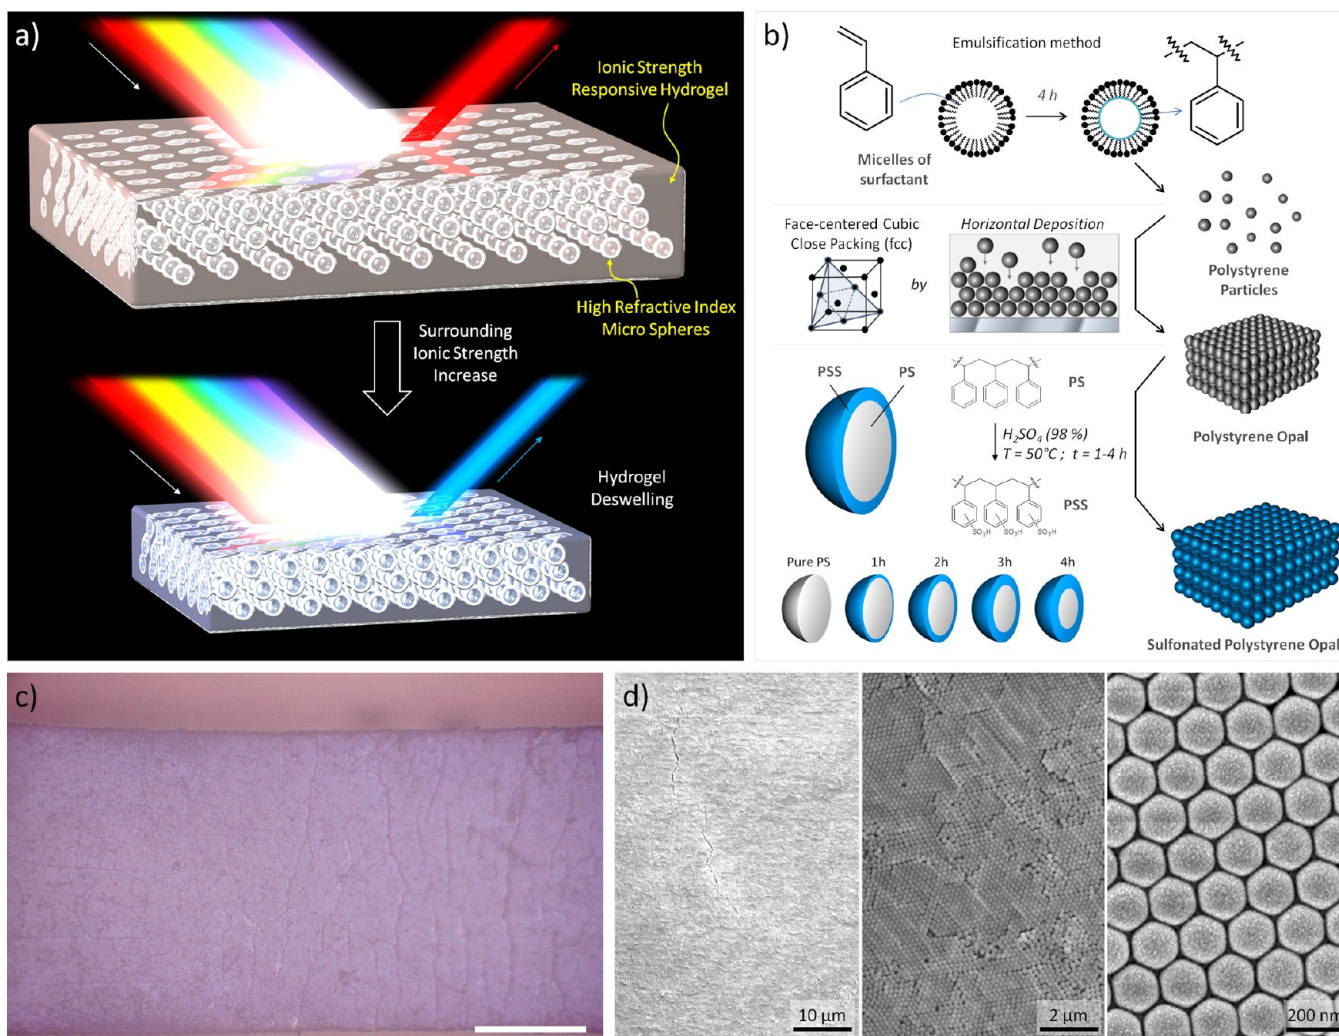 a)
Ionic Strength
Responsive Hydrogel
High Refractive Index
Micro Spheres
Surrounding
Ionic Strength
Increase
Hydrogel
Deswelling
b)
Emulsification method
4 h
Micelles of
surfactant
Face-centered Cubic
Close Packing (fcc)
by
Horizontal Deposition
Polystyrene
Particles
PSS
PS
PS
H₂SO₄ (98 %)
T = 50°C ; t = 1-4 h
PSS
SO₃H
SO₃H
SO₃H
Polystyrene Opal
Pure PS
1h
2h
3h
4h
Sulfonated Polystyrene Opal
c)
d)
10 µm
2 µm
200 nm